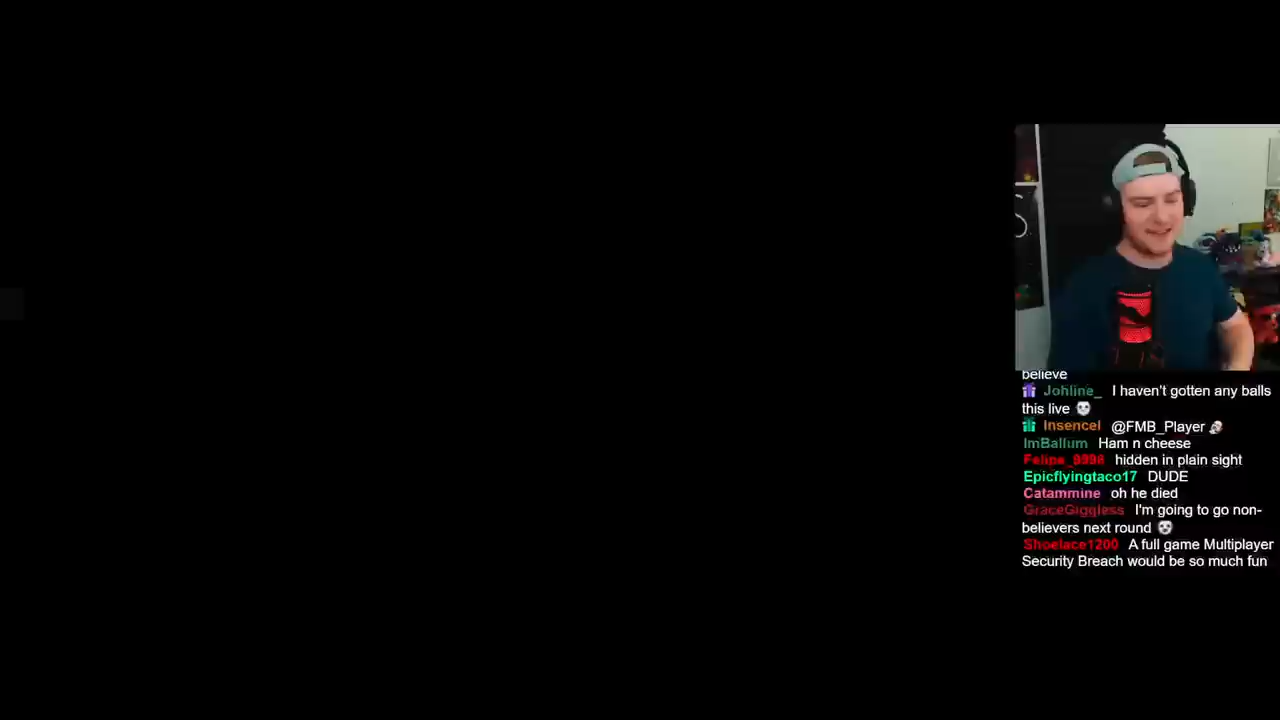 believe
Johline_ I haven't gotten any balls
this live
Insencel @FMB_Player
ImBallum Ham n cheese
Felipe_9998 hidden in plain sight
Epicflyingtaco17 DUDE
Catammine oh he died
GraceGiggless I'm going to go non-
believers next round
Shoelace1200 A full game Multiplayer
Security Breach would be so much fun